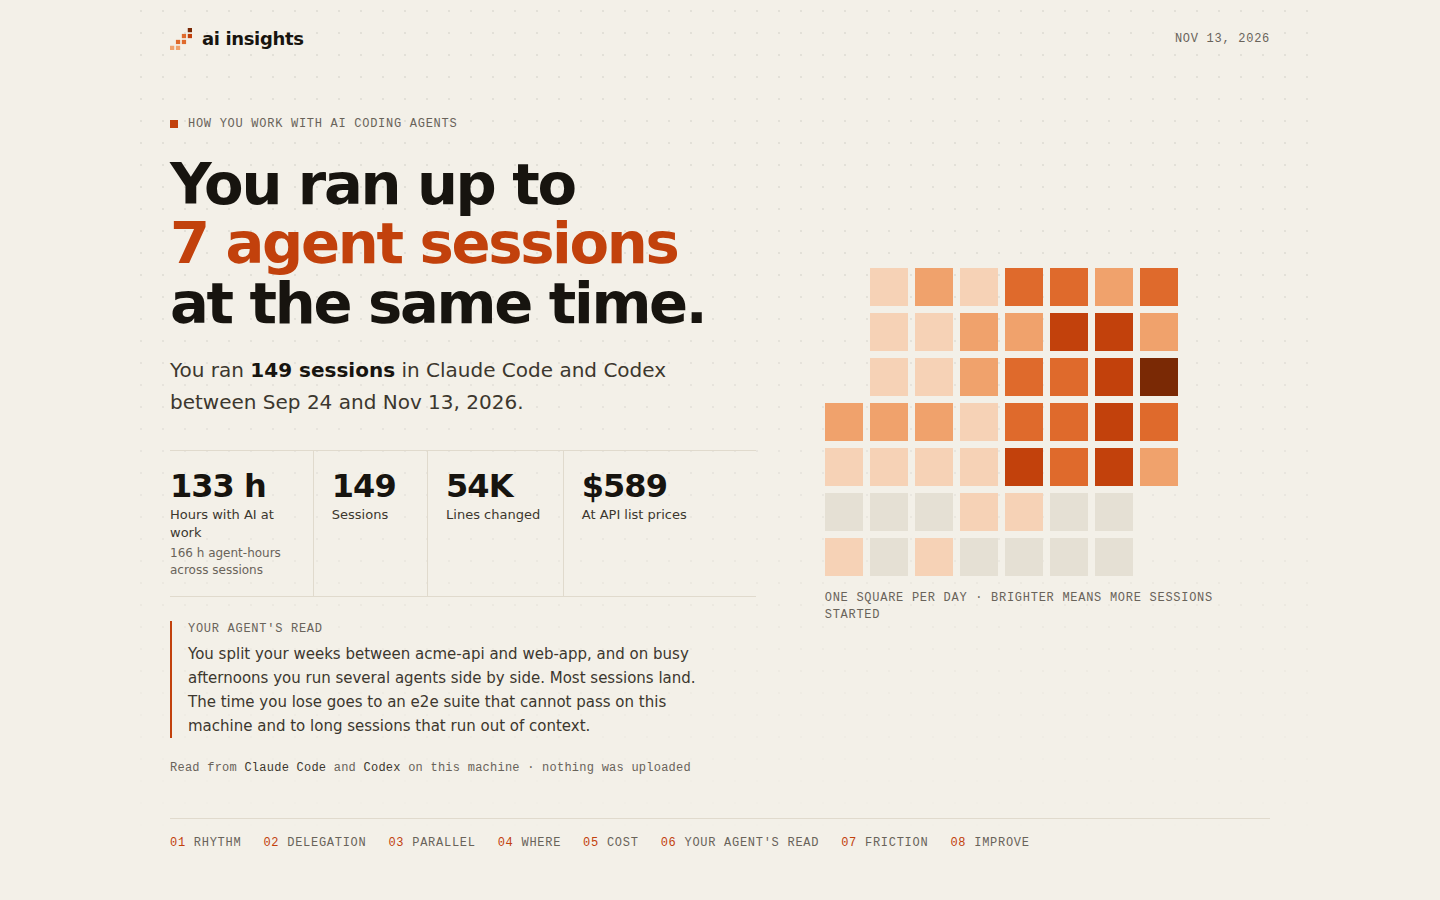 ai insights
NOV 13, 2026
HOW YOU WORK WITH AI CODING AGENTS
You ran up to
7 agent sessions
at the same time.
You ran 149 sessions in Claude Code and Codex
between Sep 24 and Nov 13, 2026.
133 h
Hours with AI at
work
166 h agent-hours
across sessions
149
Sessions
54K
Lines changed
$589
At API list prices
ONE SQUARE PER DAY · BRIGHTER MEANS MORE SESSIONS
STARTED
YOUR AGENT'S READ
You split your weeks between acme-api and web-app, and on busy
afternoons you run several agents side by side. Most sessions land.
The time you lose goes to an e2e suite that cannot pass on this
machine and to long sessions that run out of context.
Read from Claude Code and Codex on this machine · nothing was uploaded
01 RHYTHM 02 DELEGATION 03 PARALLEL 04 WHERE 05 COST 06 YOUR AGENT'S READ 07 FRICTION 08 IMPROVE